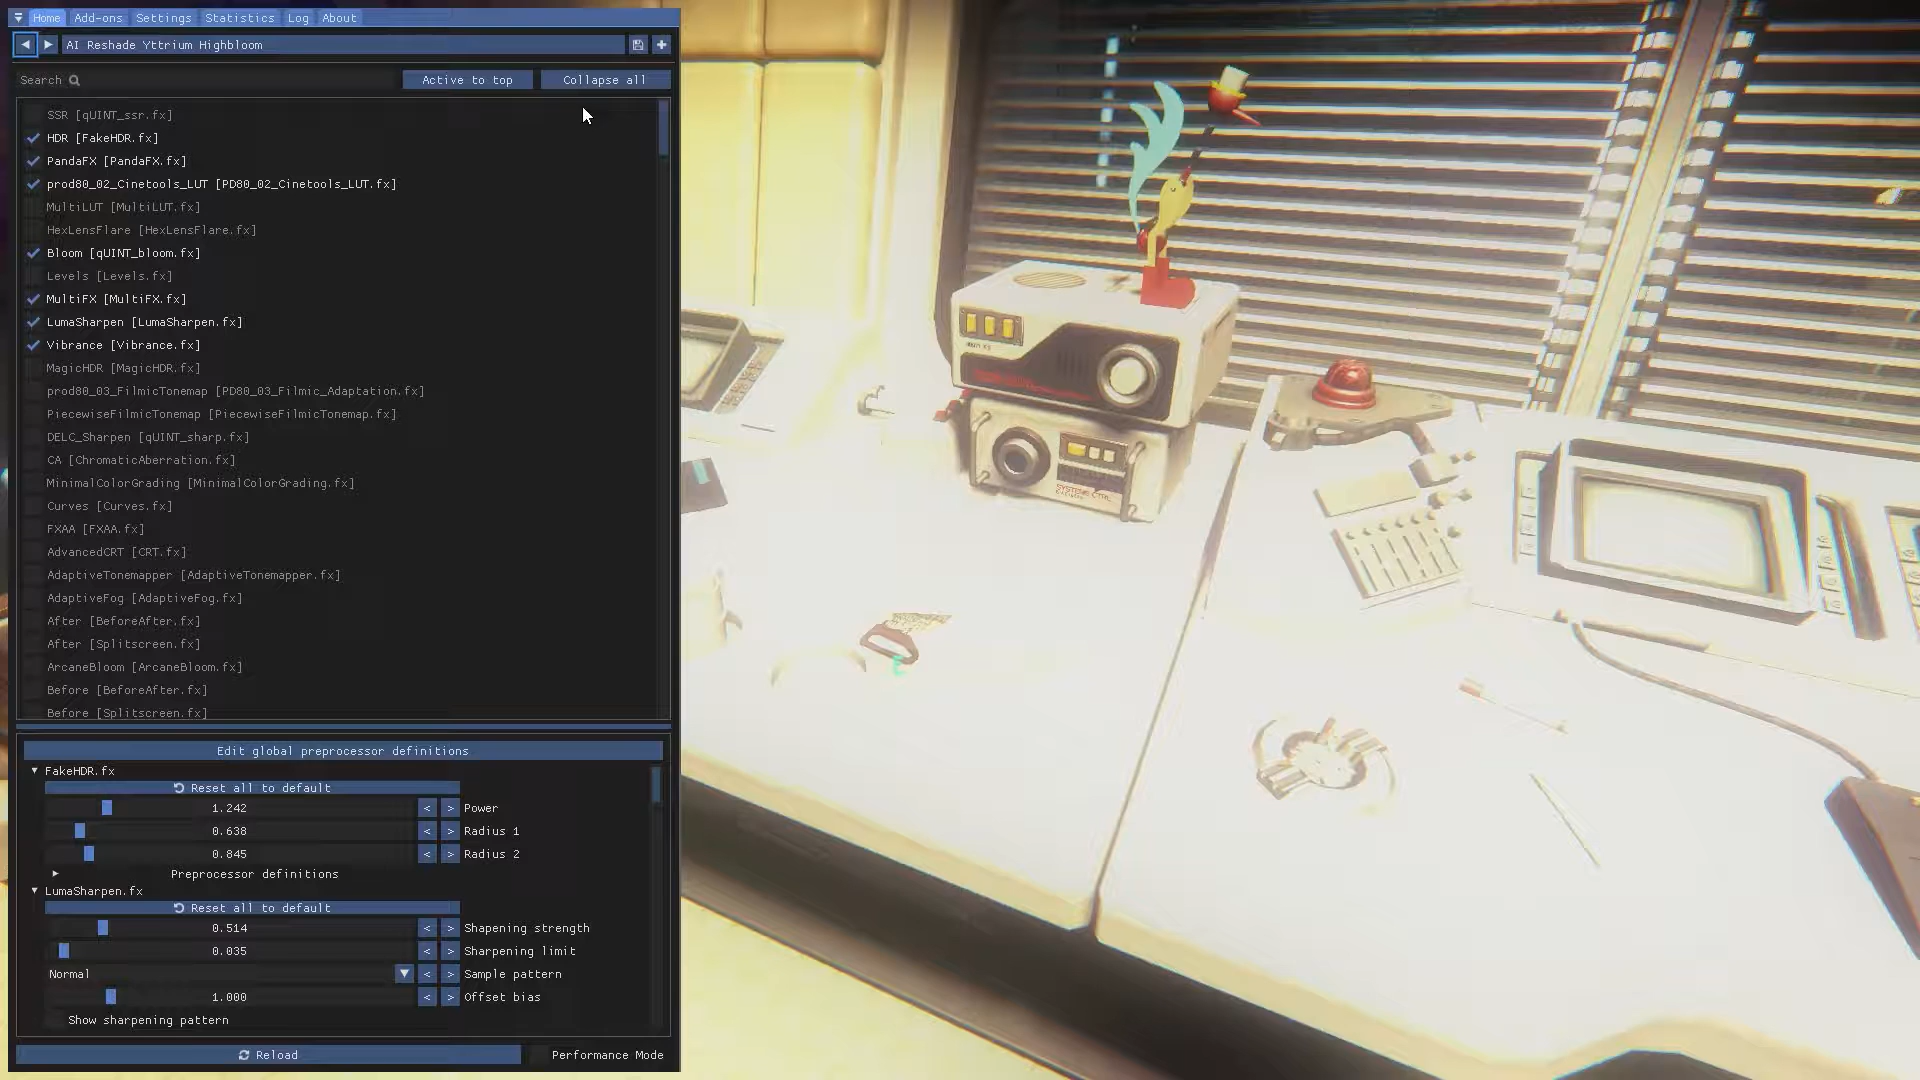 Home Add-ons Settings Statistics Log About
AI Reshade Yttrium Highbloom
Search Active to top Collapse all
SSR [qUINT_ssr.fx]
HDR [FakeHDR.fx]
PandaFX [PandaFX.fx]
prod80_02_Cinetools_LUT [PD80_02_Cinetools_LUT.fx]
MultiLUT [MultiLUT.fx]
HexLensFlare [HexLensFlare.fx]
Bloom [qUINT_bloom.fx]
Levels [Levels.fx]
MultiFX [MultiFX.fx]
LumaSharpen [LumaSharpen.fx]
Vibrance [Vibrance.fx]
MagicHDR [MagicHDR.fx]
prod80_03_FilmicTonemap [PD80_03_Filmic_Adaptation.fx]
PiecewiseFilmicTonemap [PiecewiseFilmicTonemap.fx]
DELC_Sharpen [qUINT_sharp.fx]
CA [ChromaticAberration.fx]
MinimalColorGrading [MinimalColorGrading.fx]
Curves [Curves.fx]
FXAA [FXAA.fx]
AdvancedCRT [CRT.fx]
AdaptiveTonemapper [AdaptiveTonemapper.fx]
AdaptiveFog [AdaptiveFog.fx]
After [BeforeAfter.fx]
After [Splitscreen.fx]
ArcaneBloom [ArcaneBloom.fx]
Before [BeforeAfter.fx]
Before [Splitscreen.fx]
Edit global preprocessor definitions
FakeHDR.fx
Reset all to default
1.242 < > Power
0.638 < > Radius 1
0.845 < > Radius 2
Preprocessor definitions
LumaSharpen.fx
Reset all to default
0.514 < > Shapening strength
0.035 < > Sharpening limit
Normal < > Sample pattern
1.000 < > Offset bias
Show sharpening pattern
Reload Performance Mode
SYSTEMS CTRL
E